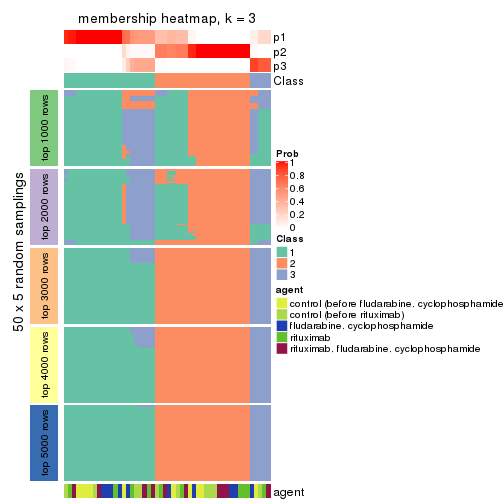 membership heatmap, k = 3
p1
p2
p3
Class
50 x 5 random samplings
top 1000 rows
top 2000 rows
top 3000 rows
top 4000 rows
top 5000 rows
Prob
1
0.8
0.6
0.4
0.2
0
Class
1
2
3
agent
control (before fludarabine. cyclophosphamide
control (before rituximab)
fludarabine. cyclophosphamide
rituximab
rituximab. fludarabine. cyclophosphamide
agent